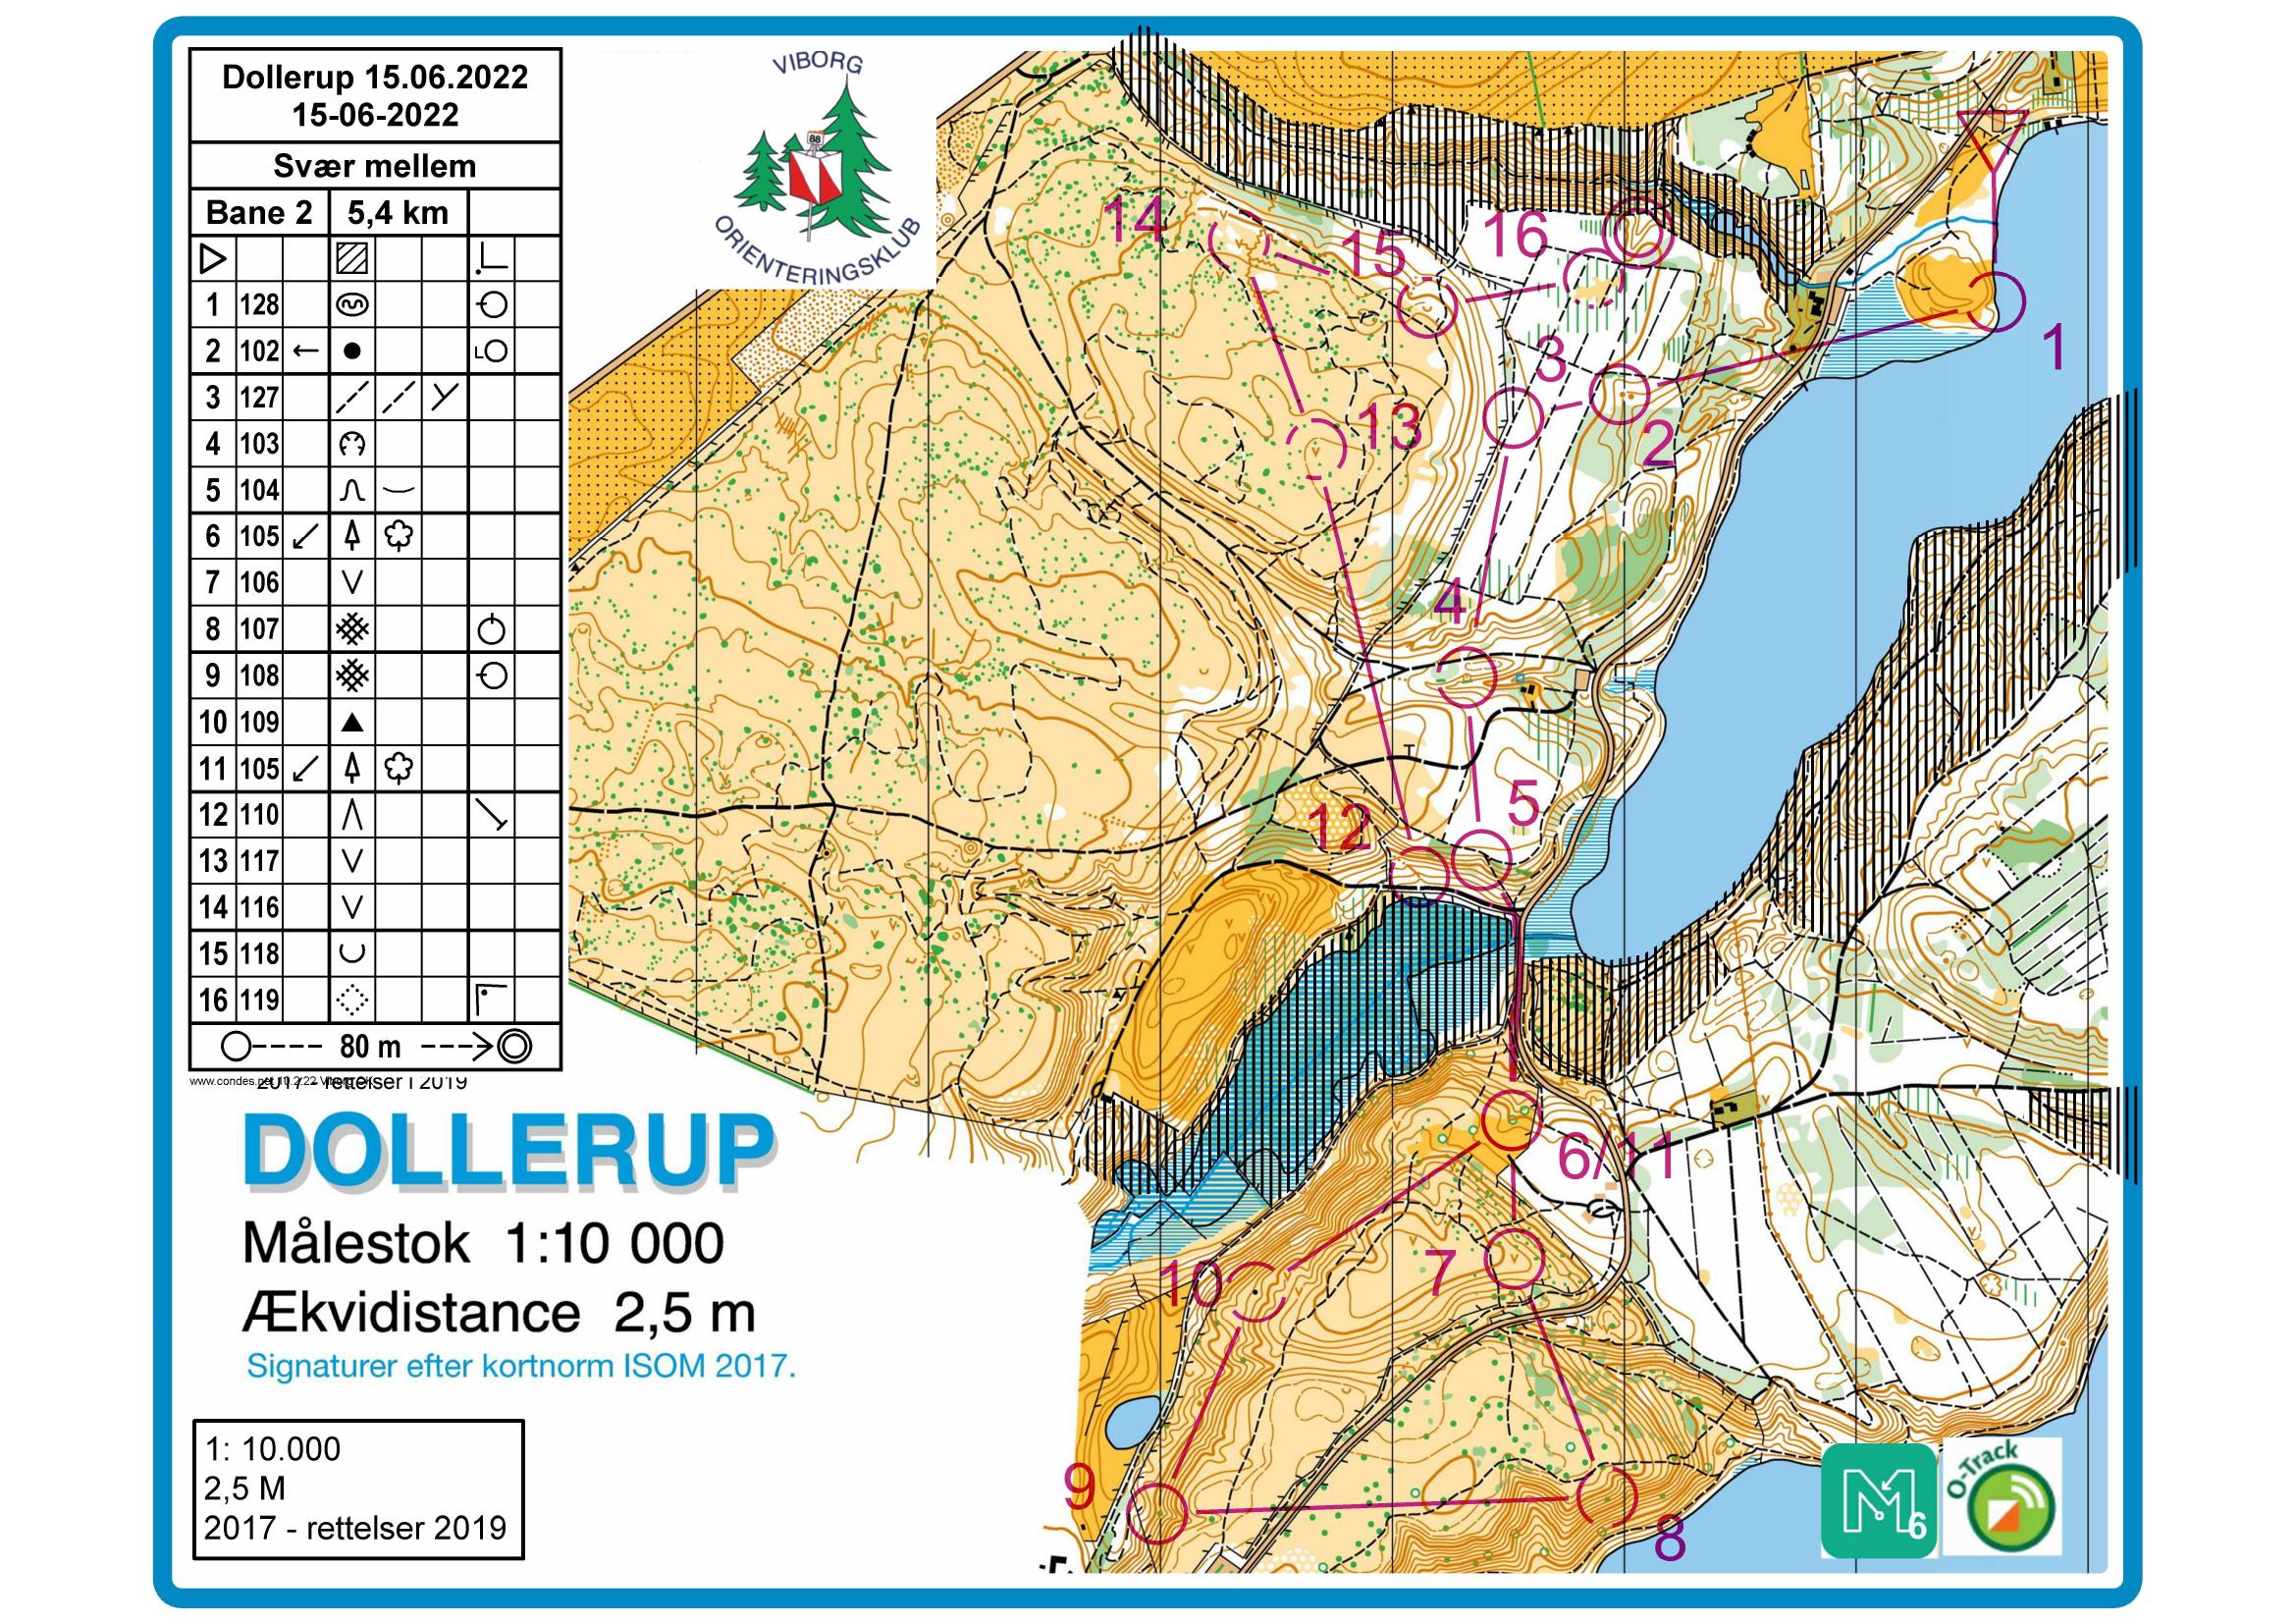 Dollerup 15.06.2022
15-06-2022
Svær mellem
Bane 2 5,4 km
1 128
2 102
3 127
4 103
5 104
6 105
7 106
8 107
9 108
10 109
11 105
12 110
13 117
14 116
15 118
16 119
80 m
2017 - rettelser i 2019
DOLLERUP
Målestok 1:10 000
Ækvidistance 2,5 m
Signaturer efter kortnorm ISOM 2017.
1: 10.000
2,5 M
2017 - rettelser 2019
VIBORG
88
ORIENTERINGSKLUB
14
15
16
1
3
13
2
4
5
12
6/11
10
7
9
8
M6
O-Track